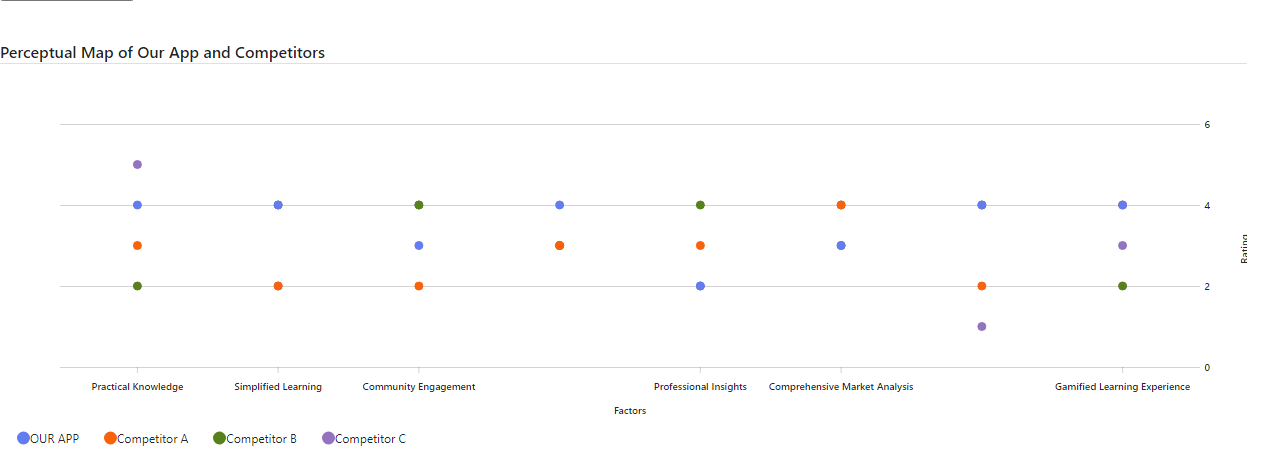 Perceptual Map of Our App and Competitors
6
4
2
0
Rating
Practical Knowledge
Simplified Learning
Community Engagement
Professional Insights
Comprehensive Market Analysis
Gamified Learning Experience
Factors
OUR APP
Competitor A
Competitor B
Competitor C